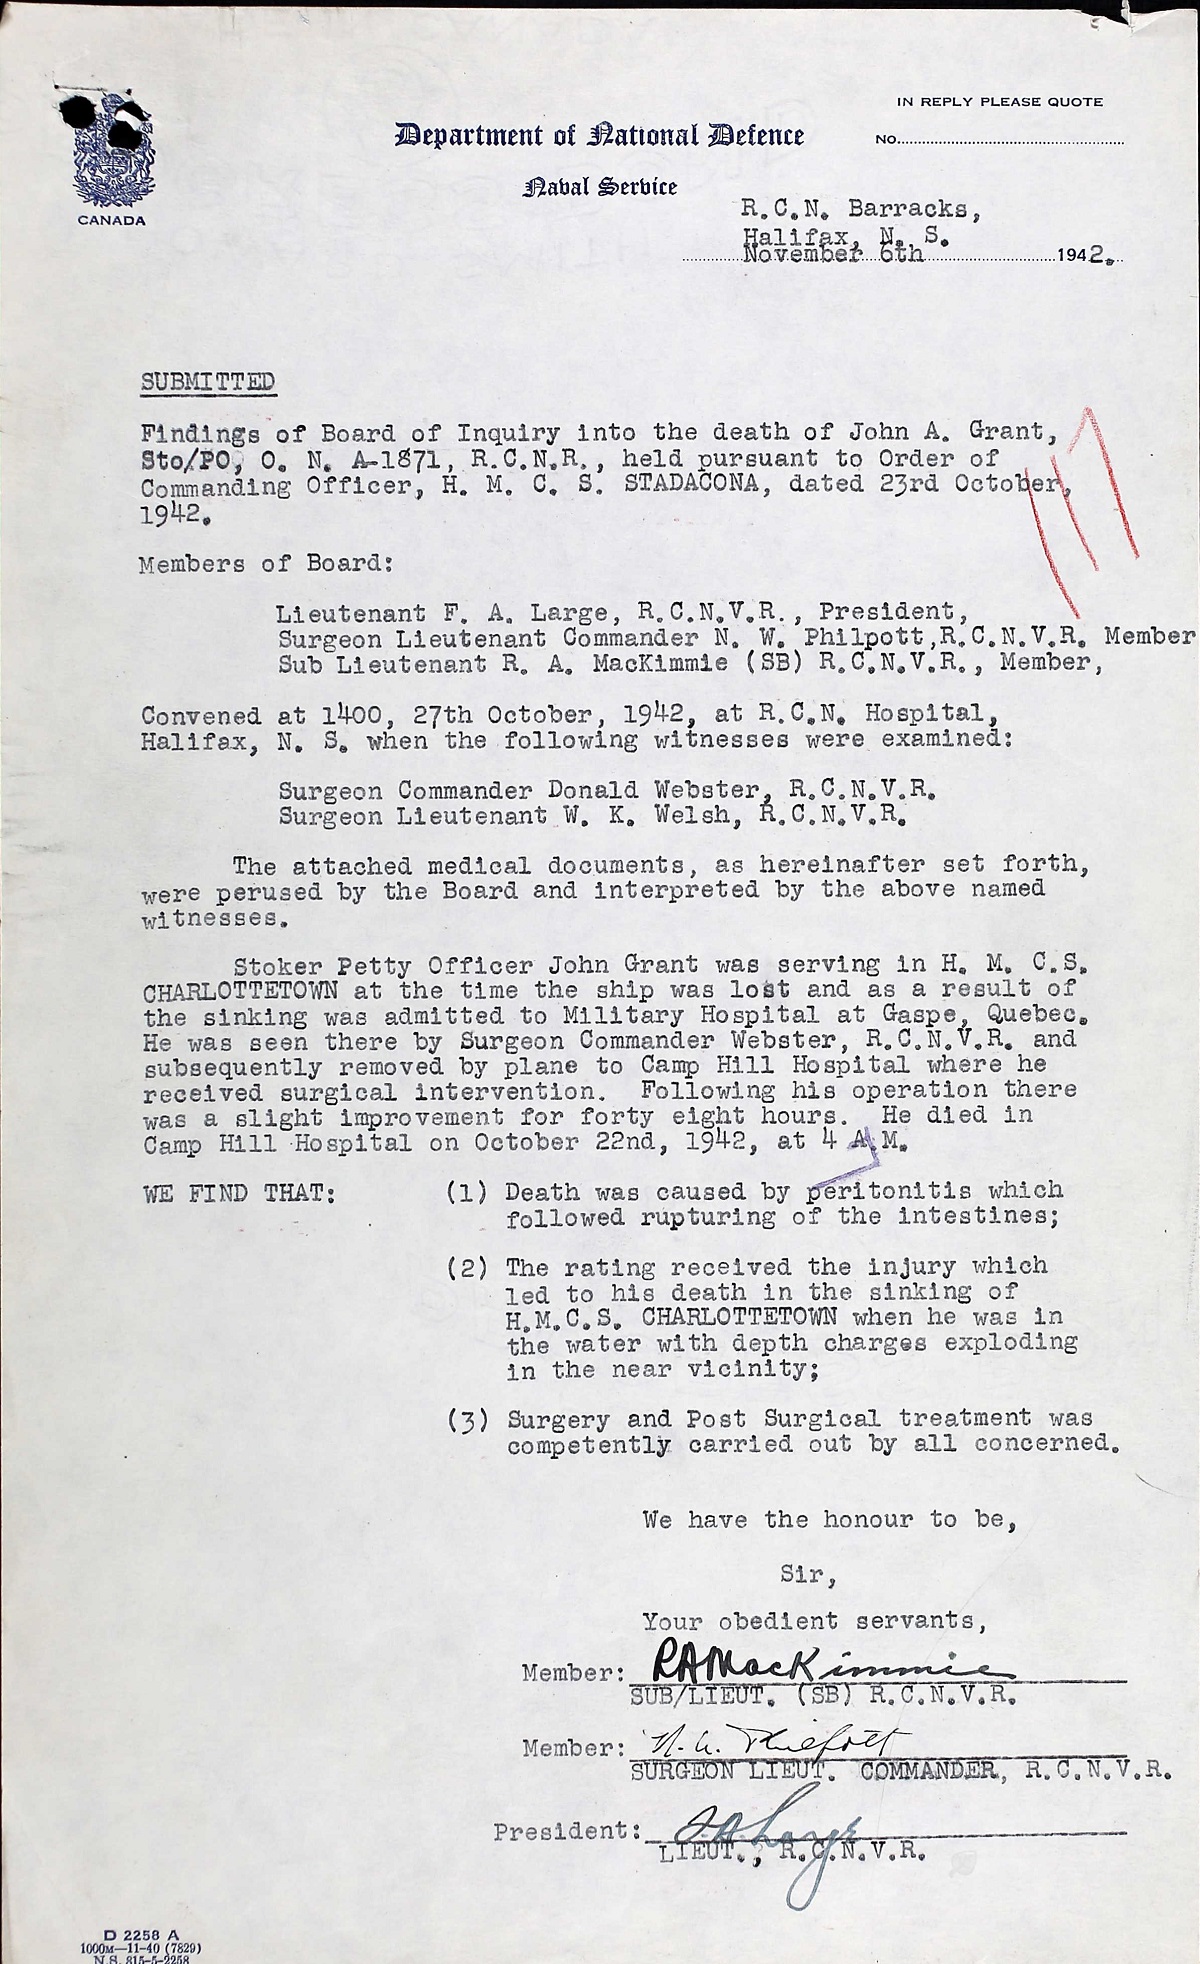 IN REPLY PLEASE QUOTE
No.
CANADA
Department of National Defence
Naval Service
R.C.N. Barracks,
Halifax, N. S.
November 6th 1942.
SUBMITTED
Findings of Board of Inquiry into the death of John A. Grant,
Sto/PO, O. N. A-1871, R.C.N.R., held pursuant to Order of
Commanding Officer, H. M. C. S. STADACONA, dated 23rd October,
1942.
Members of Board:
Lieutenant F. A. Large, R.C.N.V.R., President,
Surgeon Lieutenant Commander N. W. Philpott,R.C.N.V.R. Member
Sub Lieutenant R. A. MacKimmie (SB) R.C.N.V.R., Member,
Convened at 1400, 27th October, 1942, at R.C.N. Hospital,
Halifax, N. S. when the following witnesses were examined:
Surgeon Commander Donald Webster, R.C.N.V.R.
Surgeon Lieutenant W. K. Welsh, R.C.N.V.R.
The attached medical documents, as hereinafter set forth,
were perused by the Board and interpreted by the above named
witnesses.
Stoker Petty Officer John Grant was serving in H. M. C.S.
CHARLOTTETOWN at the time the ship was lost and as a result of
the sinking was admitted to Military Hospital at Gaspe, Quebec.
He was seen there by Surgeon Commander Webster, R.C.N.V.R. and
subsequently removed by plane to Camp Hill Hospital where he
received surgical intervention. Following his operation there
was a slight improvement for forty eight hours. He died in
Camp Hill Hospital on October 22nd, 1942, at 4 A.M.
WE FIND THAT: (1) Death was caused by peritonitis which
followed rupturing of the intestines;
(2) The rating received the injury which
led to his death in the sinking of
H.M.C.S. CHARLOTTETOWN when he was in
the water with depth charges exploding
in the near vicinity;
(3) Surgery and Post Surgical treatment was
competently carried out by all concerned.
We have the honour to be,
Sir,
Your obedient servants,
Member: RAMacKimmie
SUB/LIEUT. (SB) R.C.N.V.R.
Member: N. W. Philpott
SURGEON LIEUT. COMMANDER, R.C.N.V.R.
President: F.A. Large
LIEUT., R.C.N.V.R.
D 2258 A
1000M—11-40 (7829)
N.S. 815-5-2258